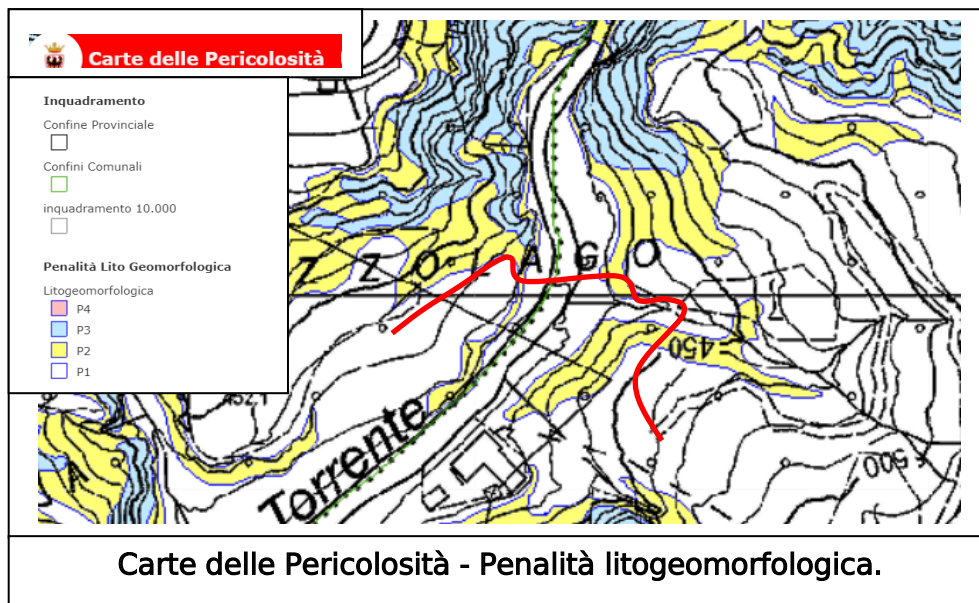 Carte delle Pericolosità
Inquadramento
Confine Provinciale
Confini Comunali
inquadramento 10.000
Penalità Lito Geomorfologica
Litogeomorfologica
P4
P3
P2
P1
ZZOLAGO
=450
500
Torrente
Carte delle Pericolosità - Penalità litogeomorfologica.